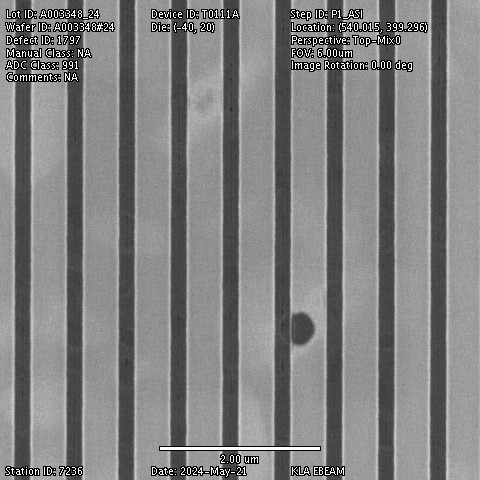 Lot ID: A003348_24
Wafer ID: A003348#24
Defect ID: 1797
Manual Class: NA
ADC Class: 991
Comments: NA
Device ID: T0111A
Die: (-40, 20)
Step ID: P1_ASI
Location: (540.015, 399.296)
Perspective: Top-Mix0
FOV: 6.00um
Image Rotation: 0.00 deg
2.00 um
Station ID: 7236
Date: 2024-May-21
KLA EBEAM